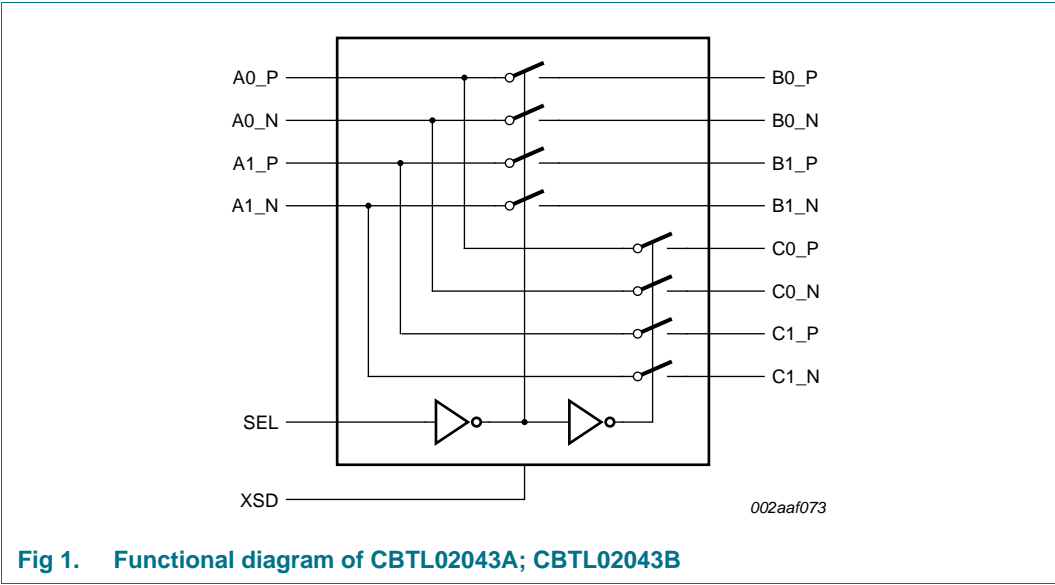 A0_P
B0_P
A0_N
B0_N
A1_P
B1_P
A1_N
B1_N
C0_P
C0_N
C1_P
C1_N
SEL
XSD
002aaf073
Fig 1. Functional diagram of CBTL02043A; CBTL02043B